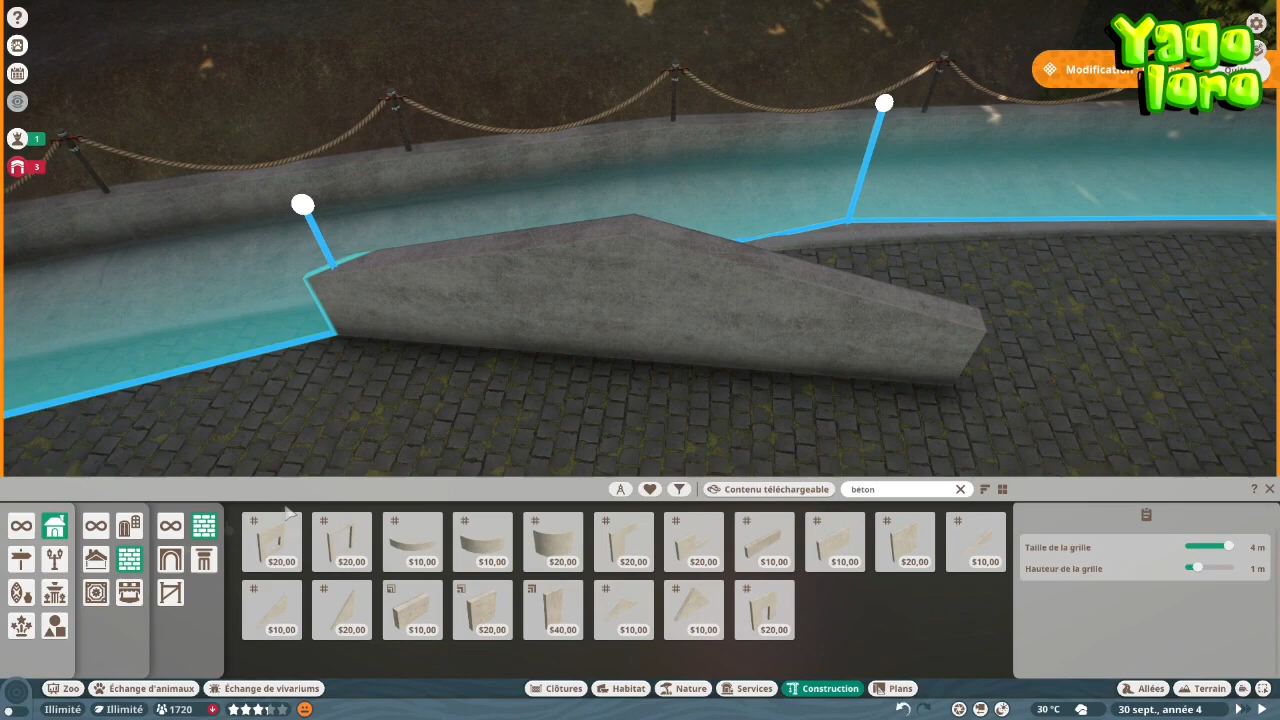 Yago
loro
Modification
1
3
Contenu téléchargeable
béton
?
$20,00 $20,00 $10,00 $10,00 $20,00 $20,00 $20,00 $10,00 $10,00 $20,00 $10,00
$10,00 $20,00 $10,00 $20,00 $40,00 $10,00 $10,00 $20,00
Taille de la grille 4 m
Hauteur de la grille 1 m
Zoo Échange d'animaux Échange de vivariums Clôtures Habitat Nature Services Construction Plans Allées Terrain
Illimité Illimité 1720 30 °C 30 sept., année 4